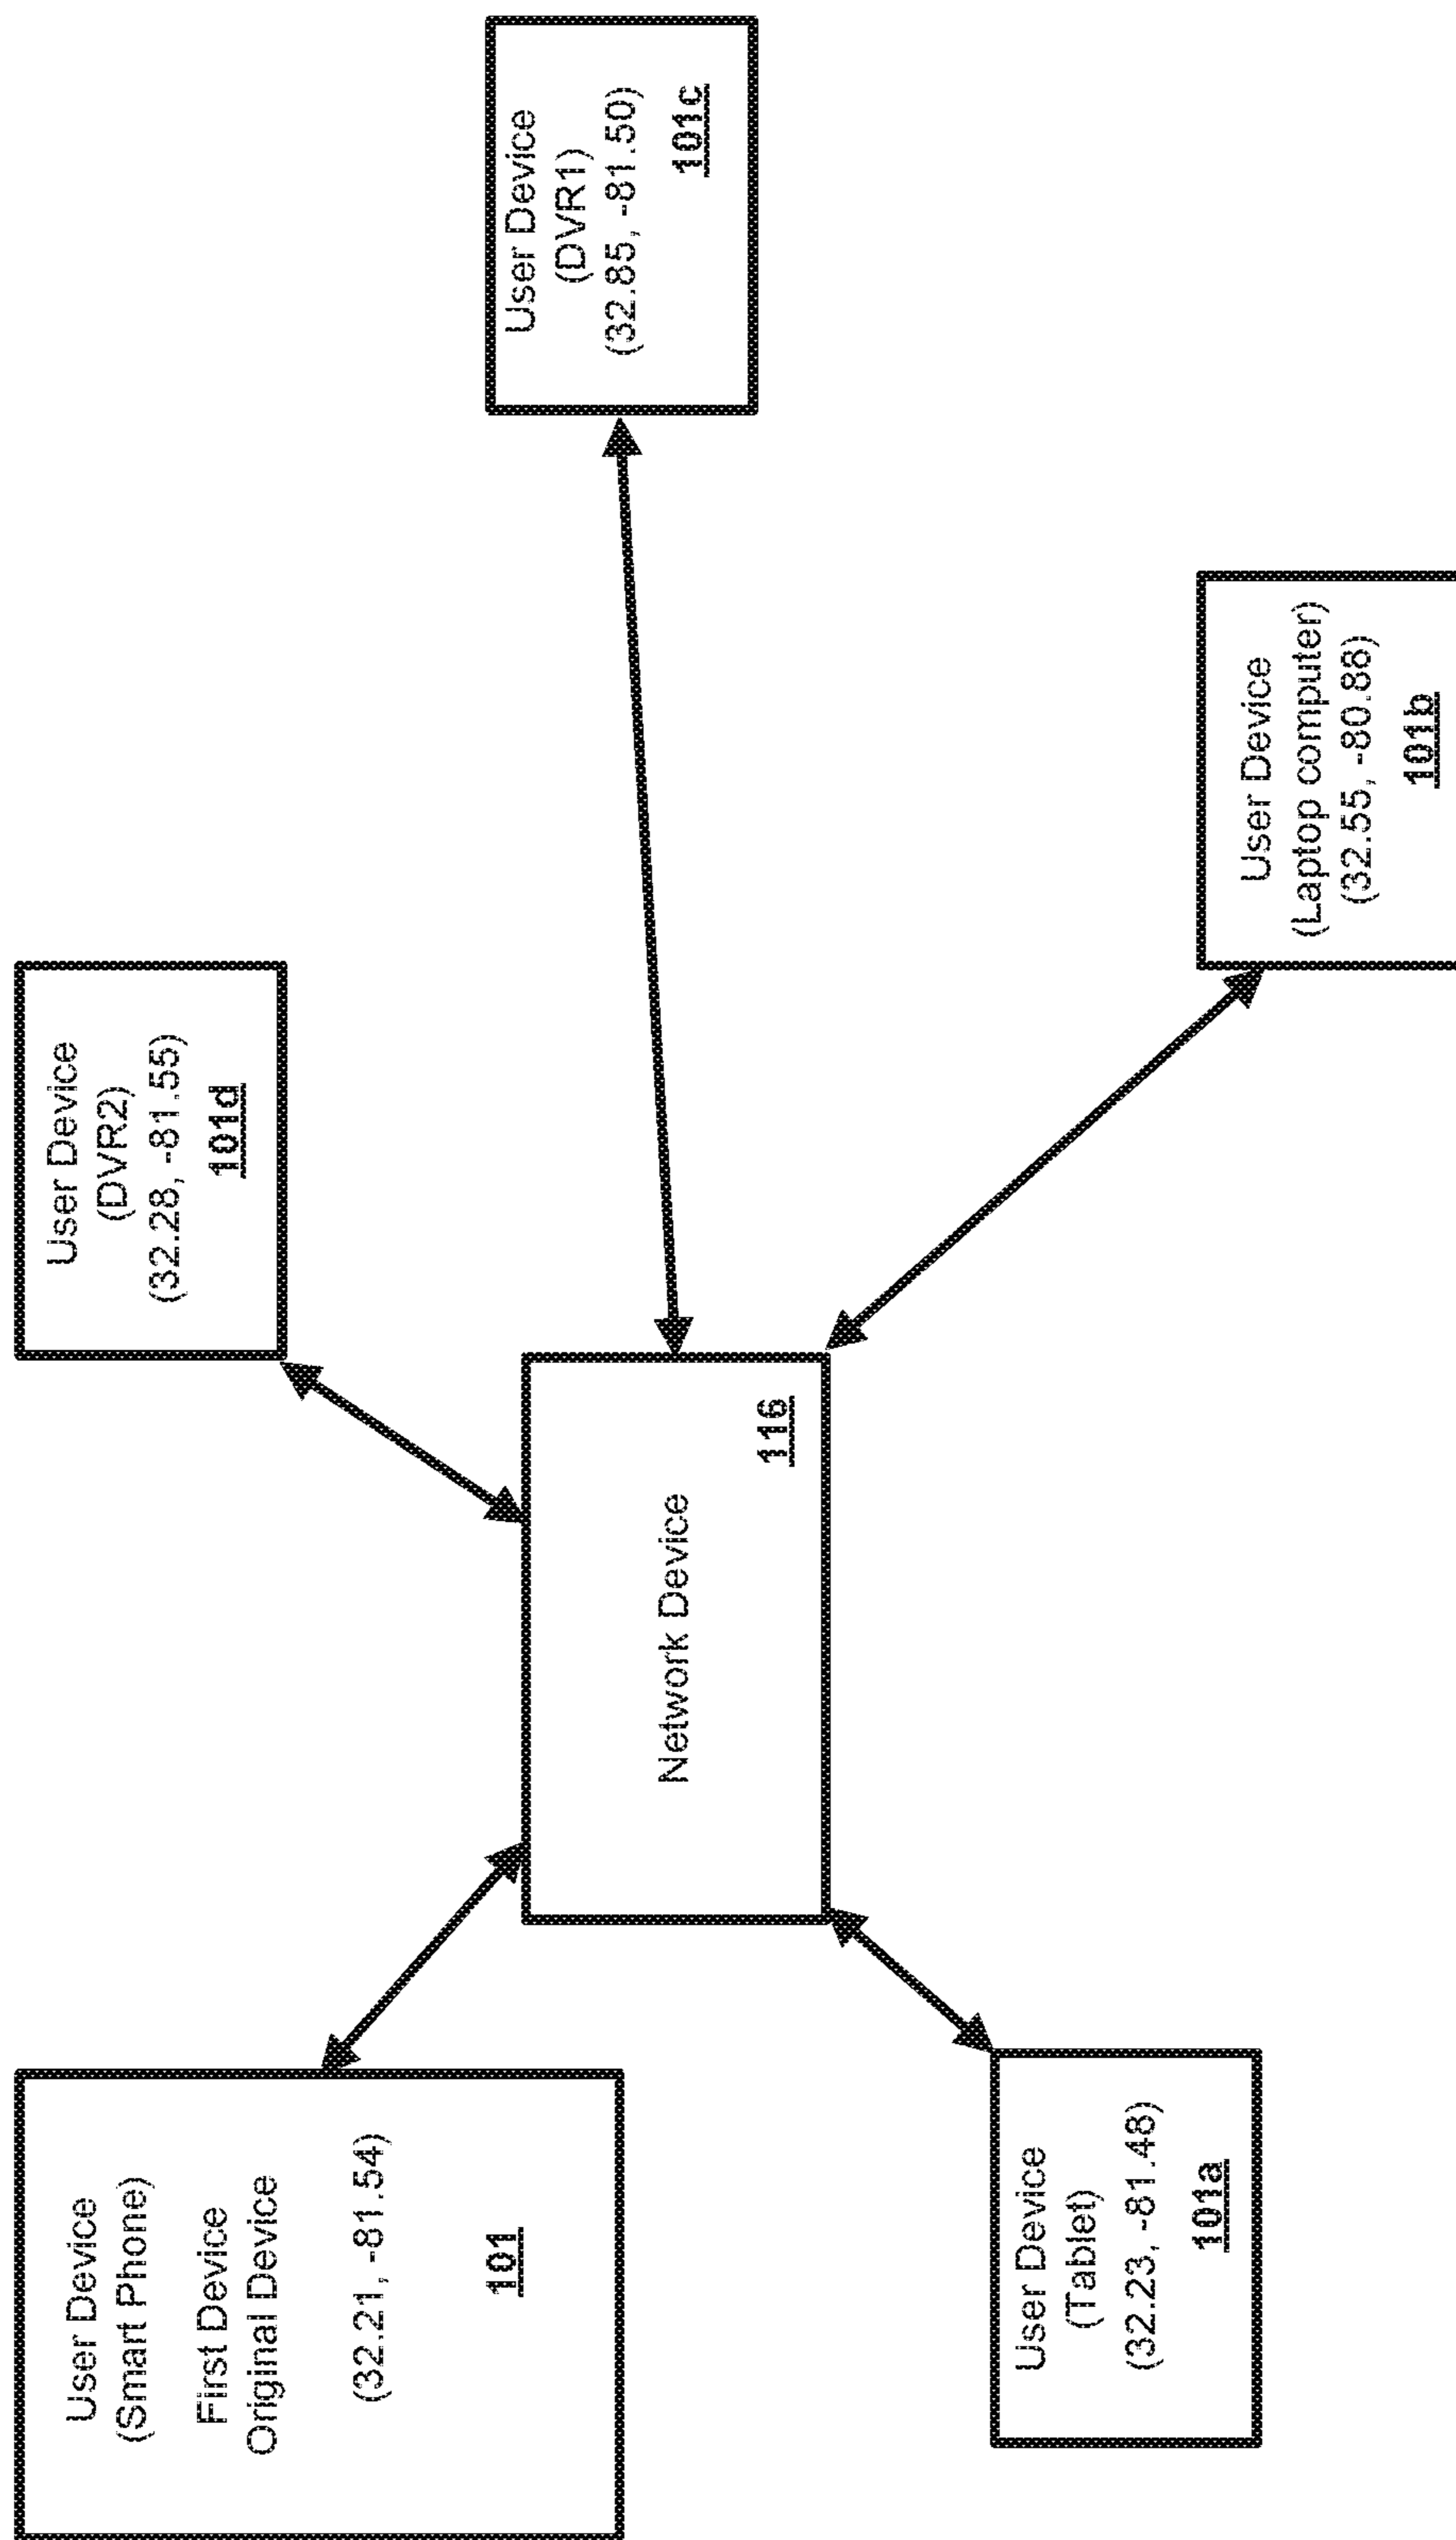 User Device
(Smart Phone)
First Device
Original Device
(32.21, -81.54)
101
User Device
(DVR2)
(32.28, -81.55)
101d
User Device
(DVR1)
(32.85, -81.50)
101c
Network Device
116
User Device
(Tablet)
(32.23, -81.48)
101a
User Device
(Laptop computer)
(32.55, -80.88)
101b